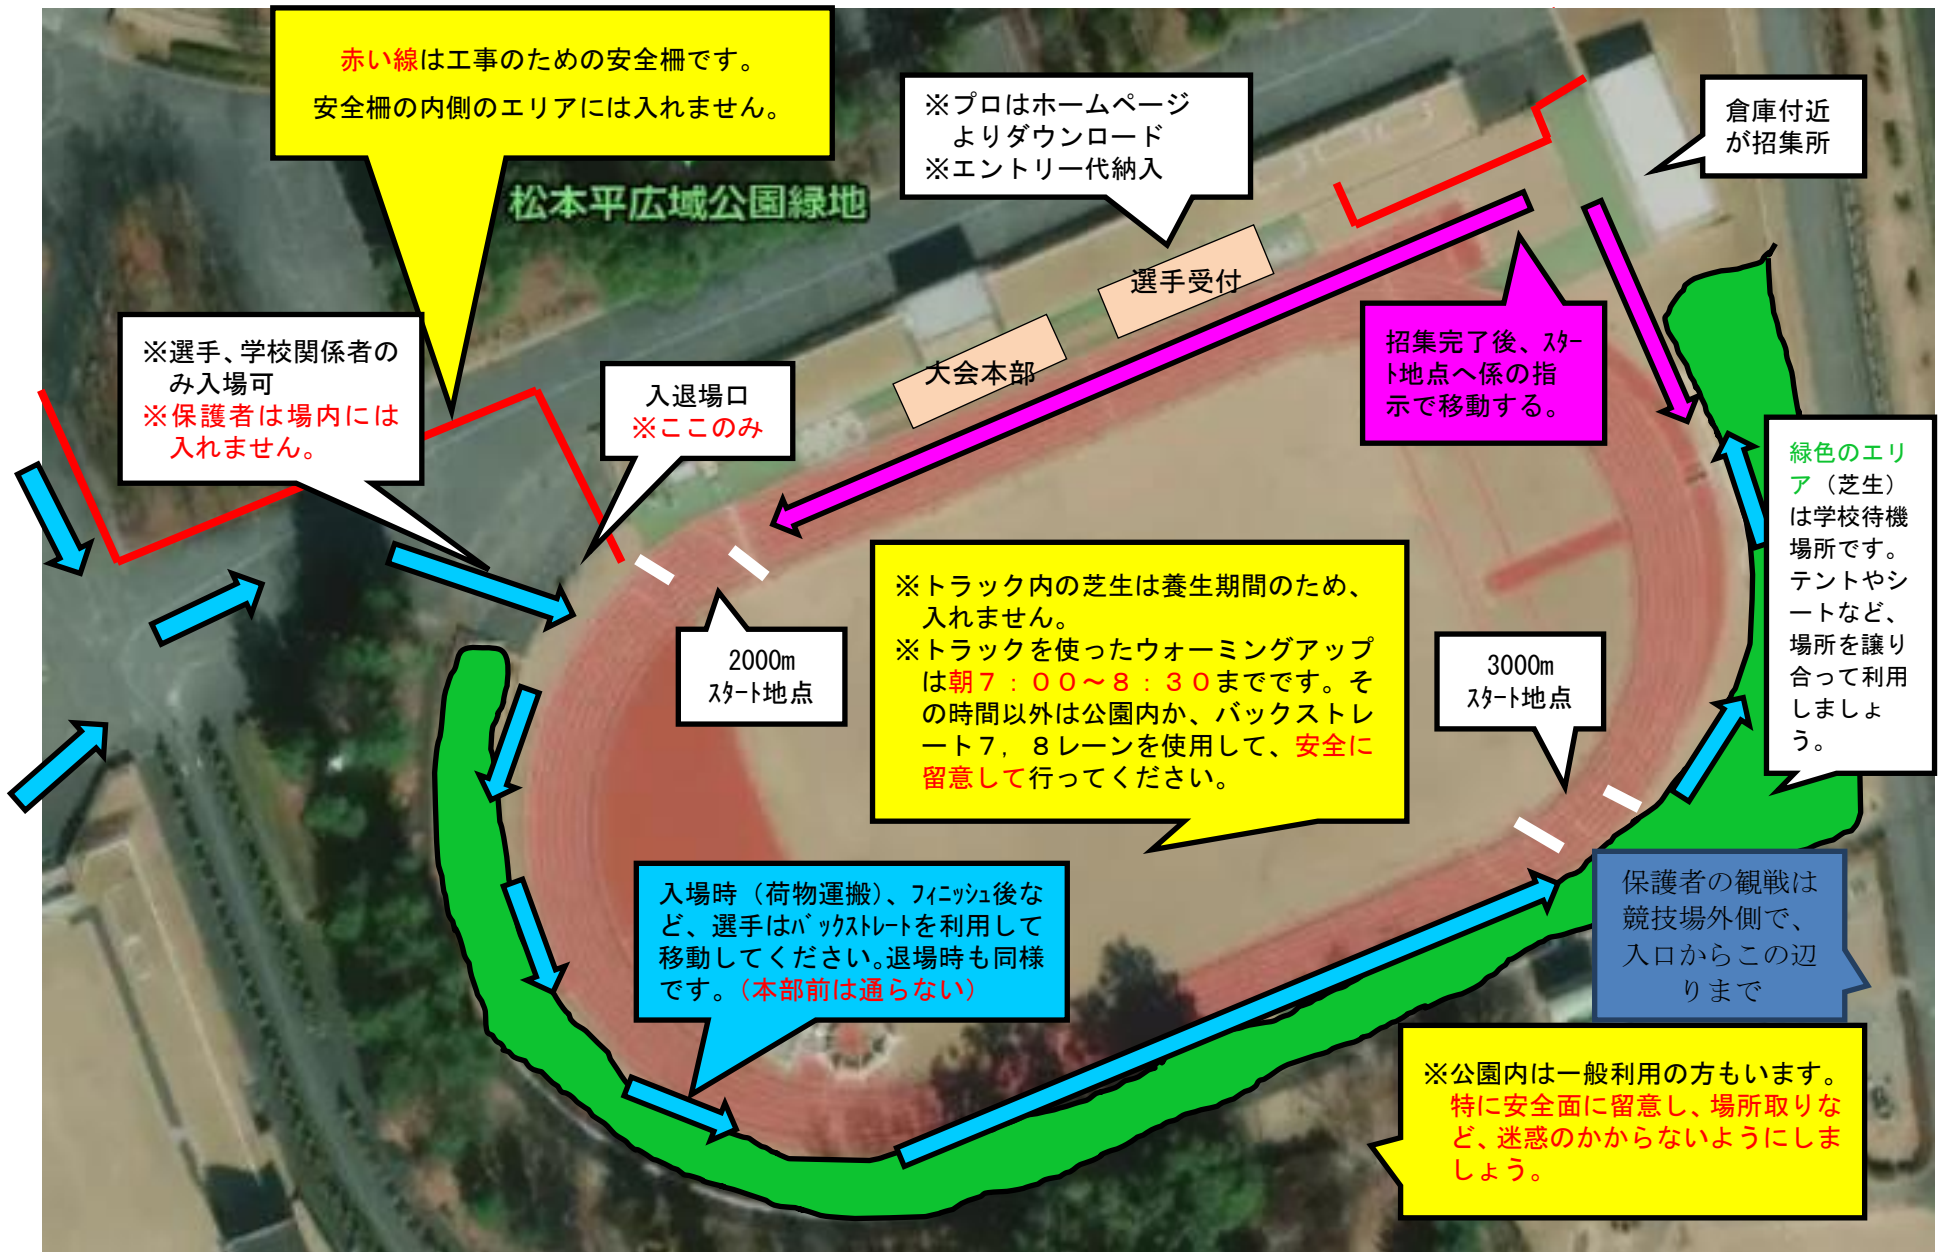 赤い線は工事のための安全柵です。
安全柵の内側のエリアには入れません。
※プロはホームページ
よりダウンロード
※エントリー代納入
倉庫付近
が招集所
松本平広域公園緑地
選手受付
大会本部
※選手、学校関係者の
み入場可
※保護者は場内には
入れません。
入退場口
※ここのみ
招集完了後、ｽﾀｰ
ﾄ地点へ係の指
示で移動する。
緑色のエリ
ア（芝生）
は学校待機
場所です。
テントやシ
ートなど、
場所を譲り
合って利用
しましょ
う。
※トラック内の芝生は養生期間のため、
入れません。
※トラックを使ったウォーミングアップ
は朝７：００～８：３０までです。そ
の時間以外は公園内か、バックストレ
ート７，８レーンを使用して、安全に
留意して行ってください。
2000m
ｽﾀｰﾄ地点
3000m
ｽﾀｰﾄ地点
入場時（荷物運搬）、ﾌｨﾆｯｼｭ後な
ど、選手はﾊﾞｯｸｽﾄﾚｰﾄを利用して
移動してください。退場時も同様
です。（本部前は通らない）
保護者の観戦は
競技場外側で、
入口からこの辺
りまで
※公園内は一般利用の方もいます。
特に安全面に留意し、場所取りな
ど、迷惑のかからないようにしま
しょう。